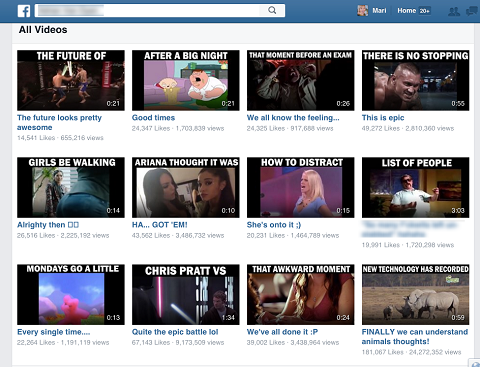 f
Mari Home 20+
All Videos
THE FUTURE OF
0:21
The future looks pretty
awesome
14,541 Likes · 655,216 views
AFTER A BIG NIGHT
0:21
Good times
24,347 Likes · 1,703,839 views
THAT MOMENT BEFORE AN EXAM
0:26
We all know the feeling...
24,325 Likes · 917,688 views
THERE IS NO STOPPING
0:55
This is epic
49,272 Likes · 2,810,360 views
GIRLS BE WALKING
0:14
Alrighty then
26,516 Likes · 2,225,192 views
ARIANA THOUGHT IT WAS
0:10
HA... GOT 'EM!
43,562 Likes · 3,486,732 views
HOW TO DISTRACT
0:15
She's onto it ;)
20,231 Likes · 1,464,789 views
LIST OF PEOPLE
3:03
19,991 Likes · 1,720,298 views
MONDAYS GO A LITTLE
0:13
Every single time....
22,264 Likes · 1,191,119 views
CHRIS PRATT VS
1:34
Quite the epic battle lol
67,143 Likes · 9,173,509 views
THAT AWKWARD MOMENT
0:24
We've all done it :P
39,002 Likes · 3,438,964 views
NEW TECHNOLOGY HAS RECORDED
0:59
FINALLY we can understand
animals thoughts!
181,067 Likes · 24,272,352 views